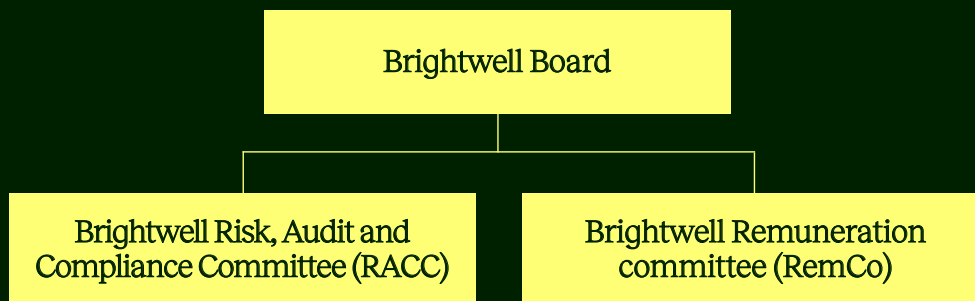 Brightwell Board
Brightwell Risk, Audit and
Compliance Committee (RACC)
Brightwell Remuneration
committee (RemCo)